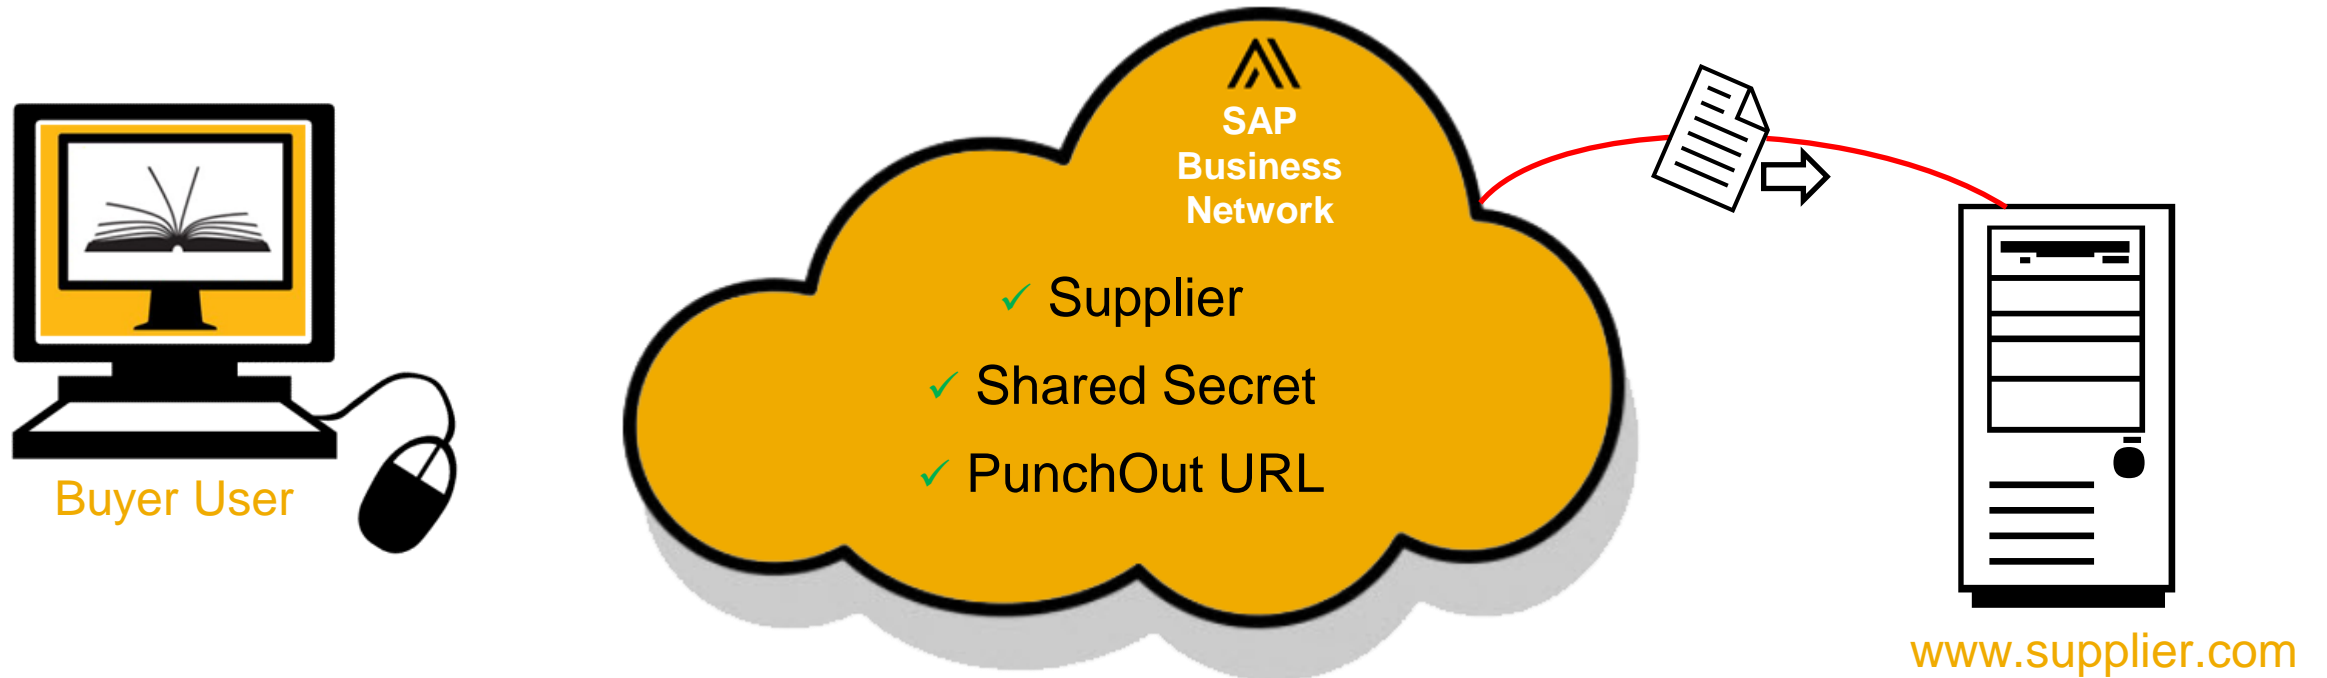 SAP
Business
Network
✓ Supplier
✓ Shared Secret
✓ PunchOut URL
Buyer User
www.supplier.com